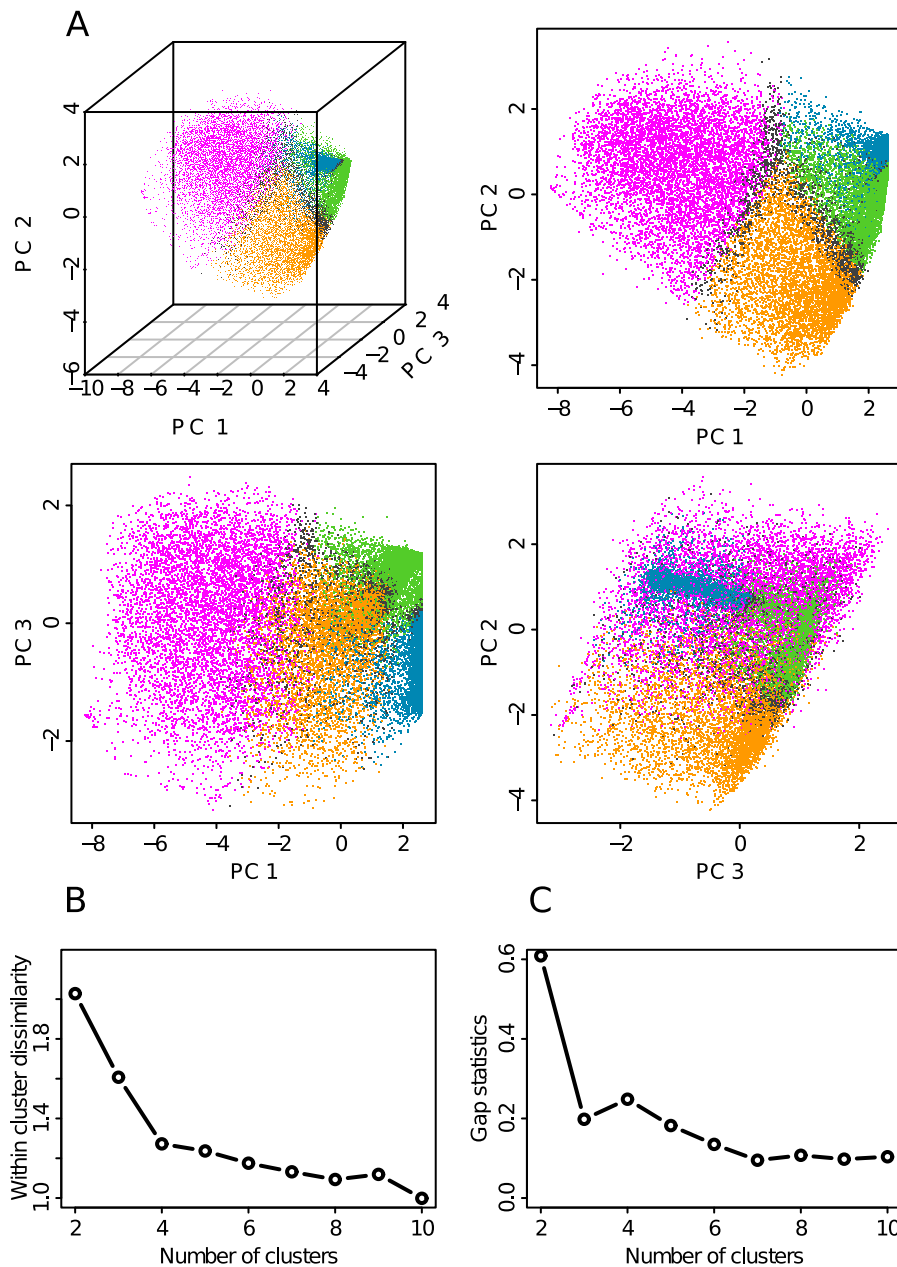 A
4
2
0
−2
−4
−6
PC 2
−10 −8 −6 −4 −2 0 2 4
PC 1
−4 −2 0 2 4
PC 3
2
0
−2
−4
PC 2
−8 −6 −4 −2 0 2
PC 1
2
0
−2
PC 3
−8 −6 −4 −2 0 2
PC 1
2
0
−2
−4
PC 2
−2 0 2
PC 3
B
1.8
1.4
1.0
Within cluster dissimilarity
2 4 6 8 10
Number of clusters
C
0.6
0.4
0.2
0.0
Gap statistics
2 4 6 8 10
Number of clusters